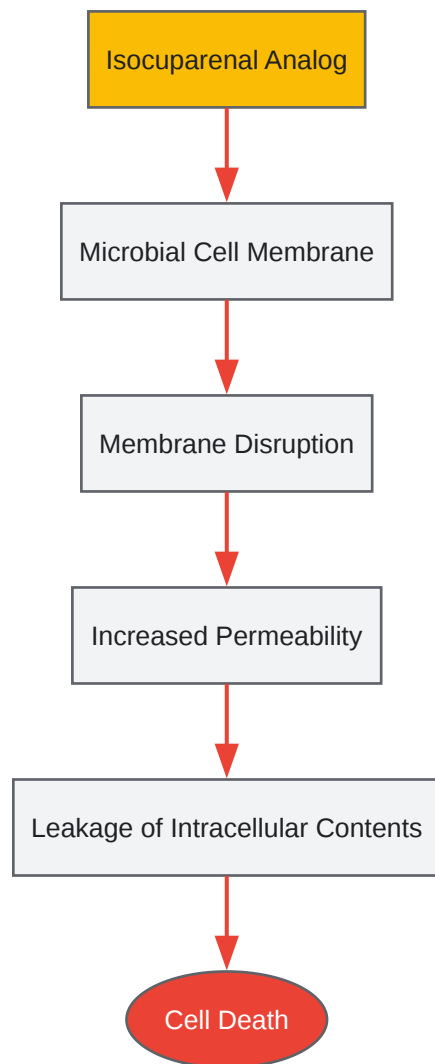 Isocuparenal Analog
Microbial Cell Membrane
Membrane Disruption
Increased Permeability
Leakage of Intracellular Contents
Cell Death